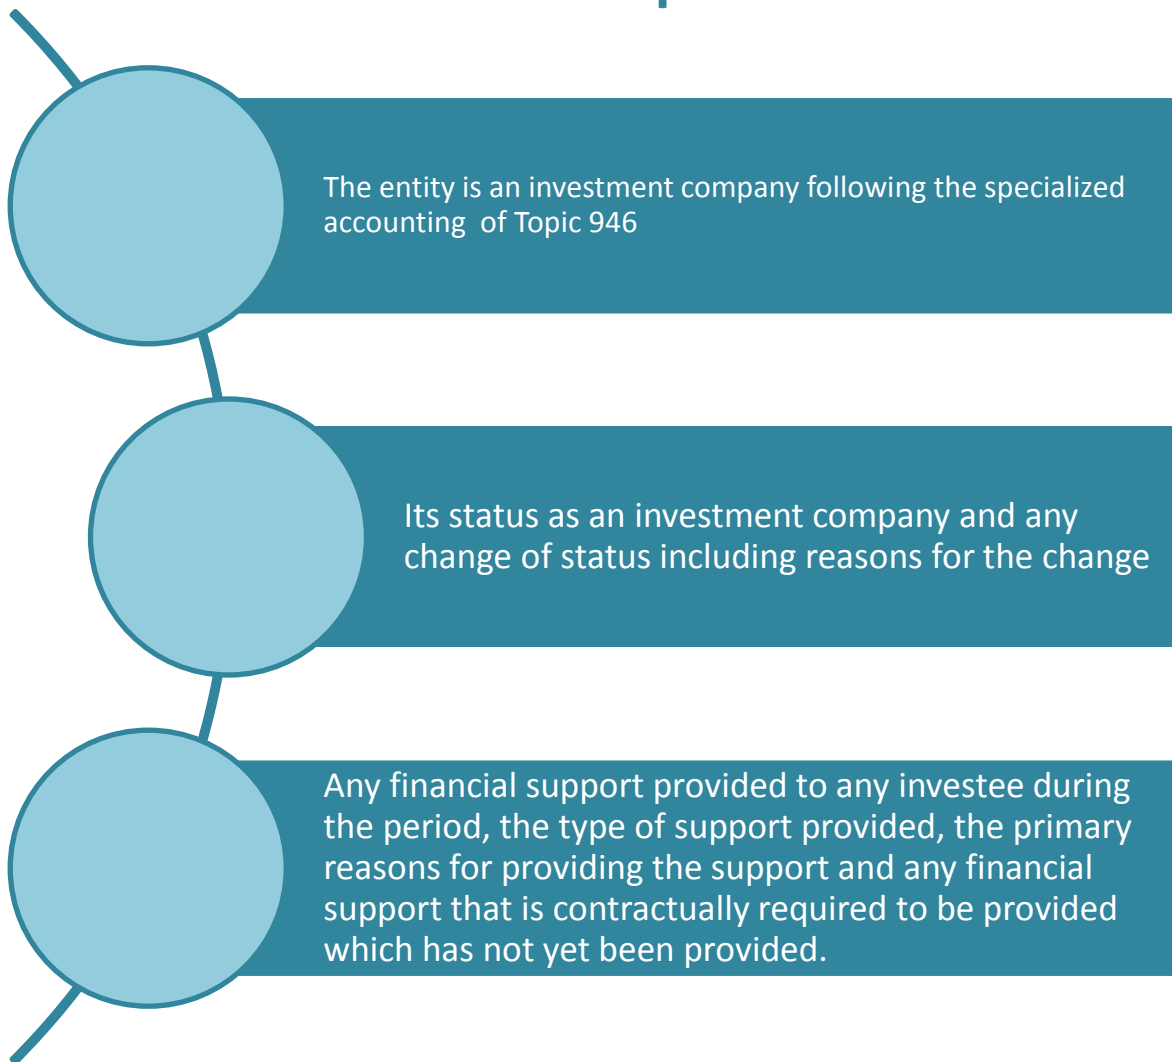 The entity is an investment company following the specialized
accounting  of Topic 946
Its status as an investment company and any
change of status including reasons for the change
Any financial support provided to any investee during
the period, the type of support provided, the primary
reasons for providing the support and any financial
support that is contractually required to be provided
which has not yet been provided.